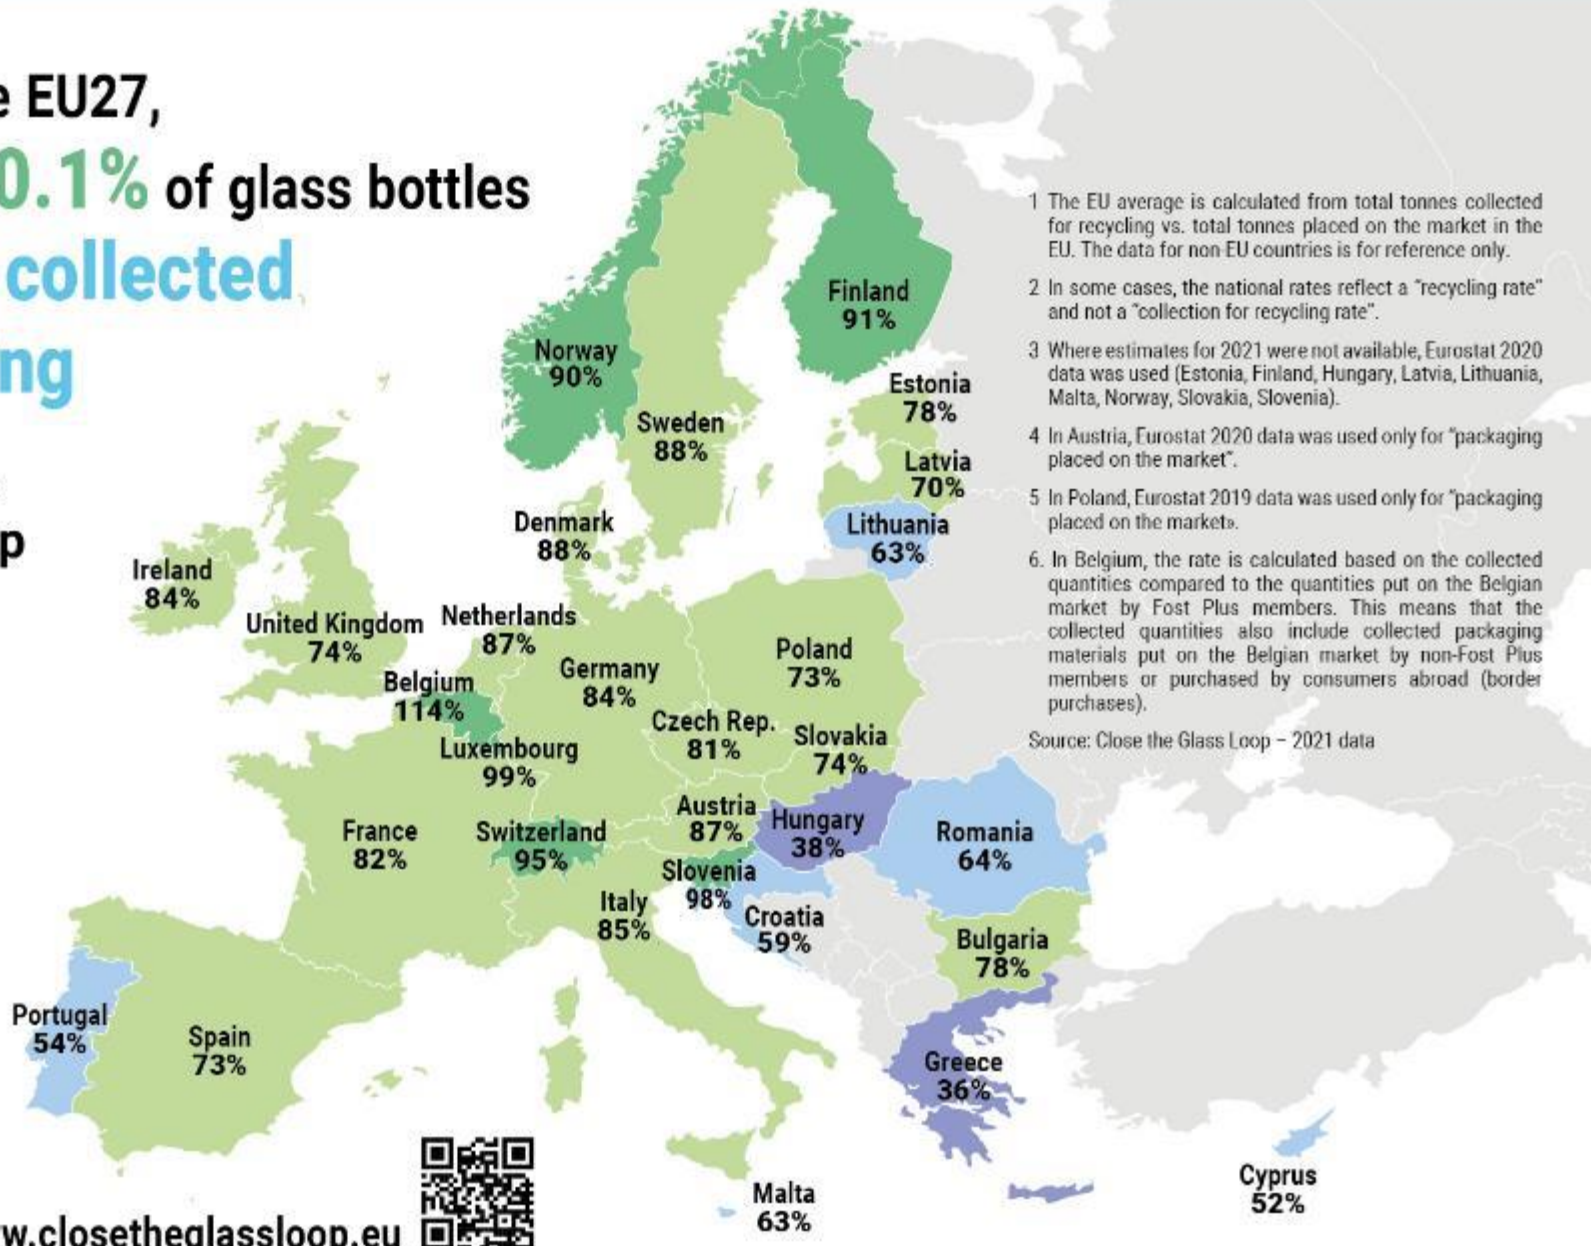 e EU27,
0.1% of glass bottles
collected
ng
p
Norway
90%
Finland
91%
Sweden
88%
Estonia
78%
Latvia
70%
Lithuania
63%
Denmark
88%
Ireland
84%
United Kingdom
74%
Netherlands
87%
Belgium
114%
Germany
84%
Poland
73%
Luxembourg
99%
Czech Rep.
81%
Slovakia
74%
France
82%
Switzerland
95%
Austria
87%
Hungary
38%
Romania
64%
Slovenia
98%
Italy
85%
Croatia
59%
Bulgaria
78%
Portugal
54%
Spain
73%
Greece
36%
Malta
63%
Cyprus
52%
1 The EU average is calculated from total tonnes collected
for recycling vs. total tonnes placed on the market in the
EU. The data for non-EU countries is for reference only.
2 In some cases, the national rates reflect a "recycling rate"
and not a "collection for recycling rate".
3 Where estimates for 2021 were not available, Eurostat 2020
data was used (Estonia, Finland, Hungary, Latvia, Lithuania,
Malta, Norway, Slovakia, Slovenia).
4 In Austria, Eurostat 2020 data was used only for "packaging
placed on the market".
5 In Poland, Eurostat 2019 data was used only for "packaging
placed on the market».
6. In Belgium, the rate is calculated based on the collected
quantities compared to the quantities put on the Belgian
market by Fost Plus members. This means that the
collected quantities also include collected packaging
materials put on the Belgian market by non-Fost Plus
members or purchased by consumers abroad (border
purchases).
Source: Close the Glass Loop – 2021 data
w.closetheglassloop.eu